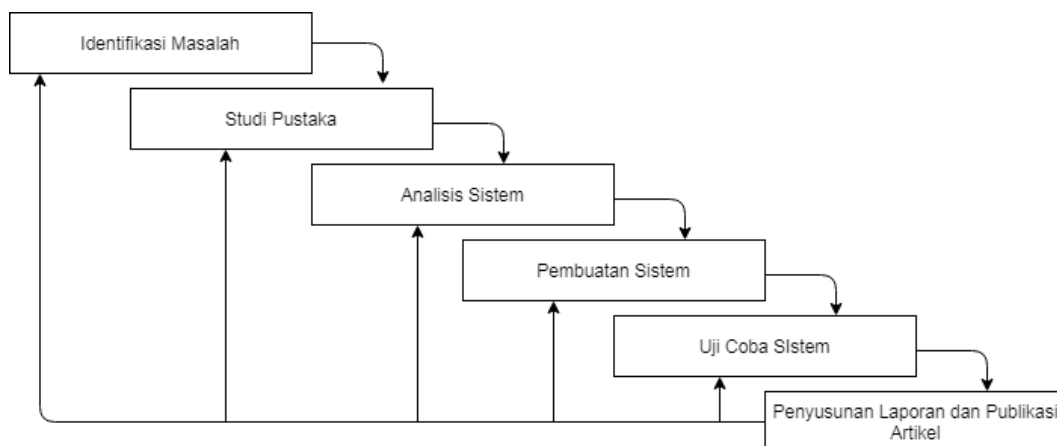 Identifikasi Masalah
Studi Pustaka
Analisis Sistem
Pembuatan Sistem
Uji Coba SIstem
Penyusunan Laporan dan Publikasi
Artikel